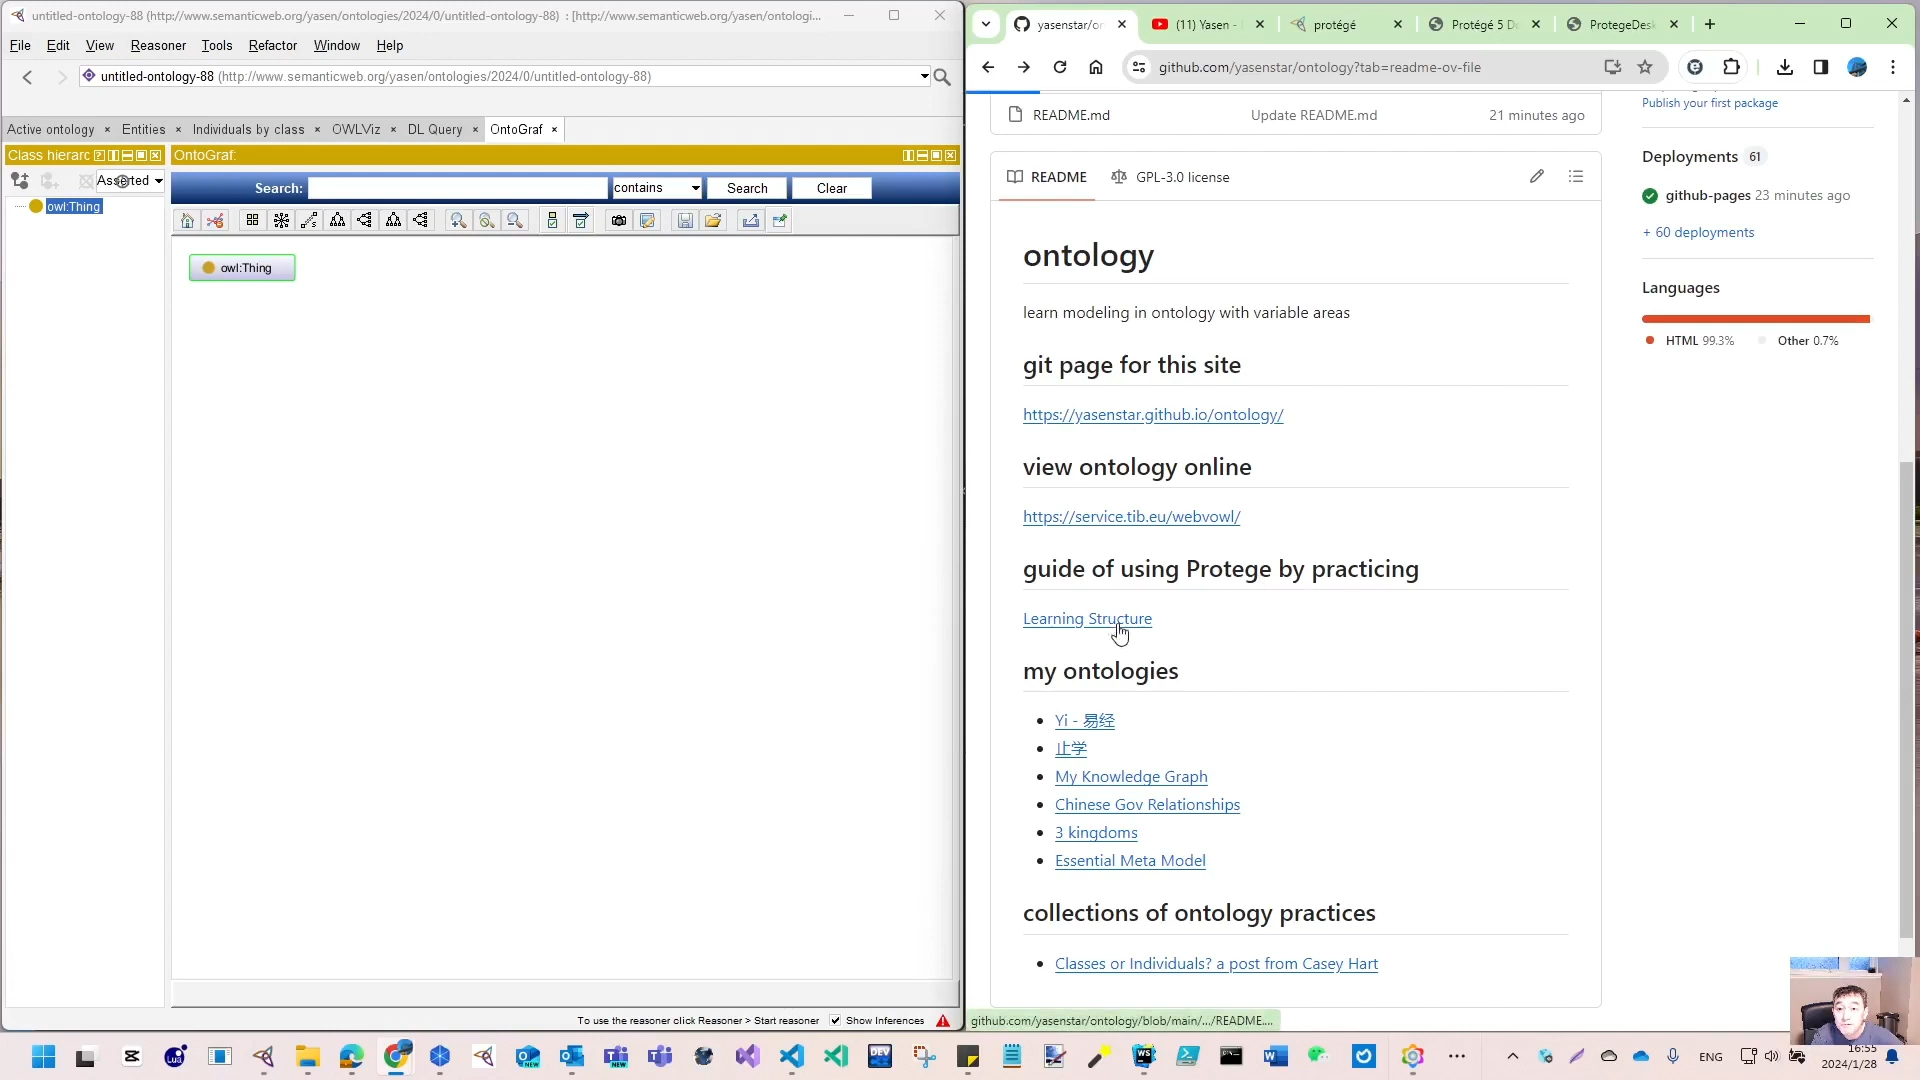 untitled-ontology-88 (http://www.semanticweb.org/yasen/ontologies/2024/0/untitled-ontology-88) : [http://www.semanticweb.org/yasen/ontologi...
File Edit View Reasoner Tools Refactor Window Help
untitled-ontology-88 (http://www.semanticweb.org/yasen/ontologies/2024/0/untitled-ontology-88)
Active ontology × Entities × Individuals by class × OWLViz × DL Query × OntoGraf ×
Class hierarc
Asserted
owl:Thing
OntoGraf:
Search: contains Search Clear
owl:Thing
To use the reasoner click Reasoner > Start reasoner Show Inferences
yasenstar/on (11) Yasen - protégé Protégé 5 D ProtegeDesk
github.com/yasenstar/ontology?tab=readme-ov-file
README.md Update README.md 21 minutes ago
README GPL-3.0 license
ontology
learn modeling in ontology with variable areas
git page for this site
https://yasenstar.github.io/ontology/
view ontology online
https://service.tib.eu/webvowl/
guide of using Protege by practicing
Learning Structure
my ontologies
Yi - 易经
止学
My Knowledge Graph
Chinese Gov Relationships
3 kingdoms
Essential Meta Model
collections of ontology practices
Classes or Individuals? a post from Casey Hart
Publish your first package
Deployments 61
github-pages 23 minutes ago
+ 60 deployments
Languages
HTML 99.3% Other 0.7%
github.com/yasenstar/ontology/blob/main/.../README....
Lua
NEW
NEW
DEV
ENG
16:55
2024/1/28